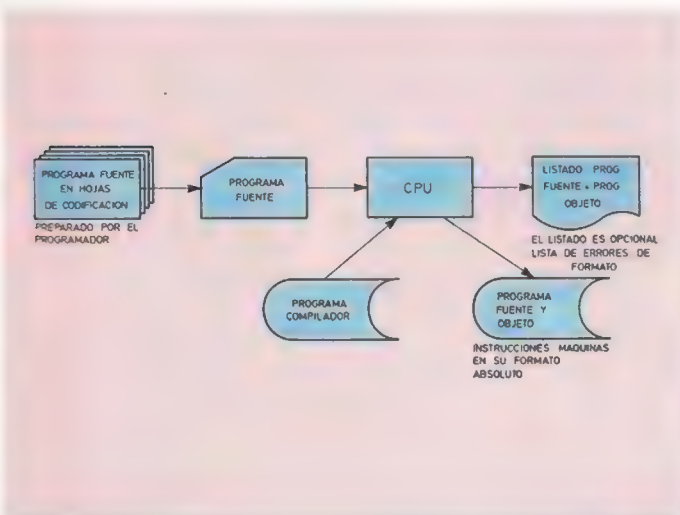 PROGRAMA FUENTE
EN HOJAS
DE CODIFICACION
PREPARADO POR EL
PROGRAMADOR
PROGRAMA
FUENTE
CPU
LISTADO PROG
FUENTE + PROG
OBJETO
EL LISTADO ES OPCIONAL
LISTA DE ERRORES DE
FORMATO
PROGRAMA
COMPILADOR
PROGRAMA
FUENTE Y
OBJETO
INSTRUCCIONES MAQUINAS
EN SU FORMATO
ABSOLUTO